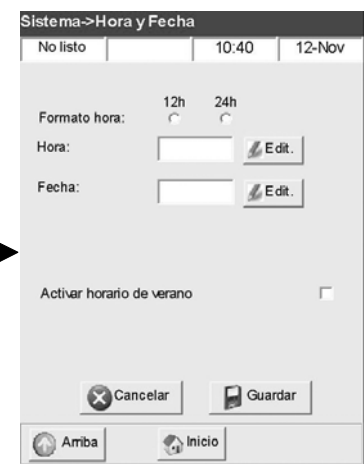 Sistema->Hora y Fecha
No listo 10:40 12-Nov
12h 24h
Formato hora:
Hora: Edit.
Fecha: Edit.
Activar horario de verano
Cancelar Guardar
Arriba Inicio